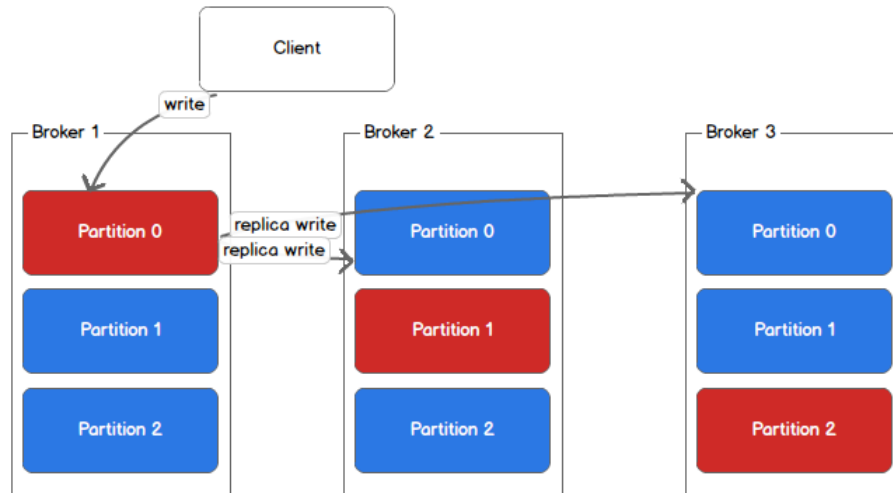 Client
write
Broker 1
Broker 2
Broker 3
Partition 0
replica write
replica write
Partition 0
Partition 0
Partition 1
Partition 1
Partition 1
Partition 2
Partition 2
Partition 2